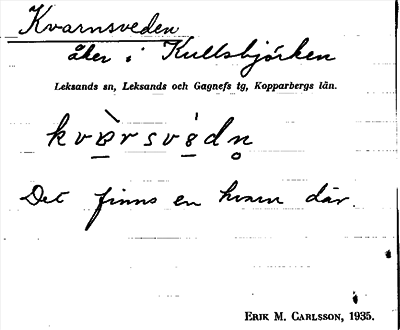 Kvarnsveden
åker i Kullsbjörken
Leksands sn, Leksands och Gagnefs tg, Kopparbergs län.
Det finns en kvarn där.
ERIK M. CARLSSON, 1935.